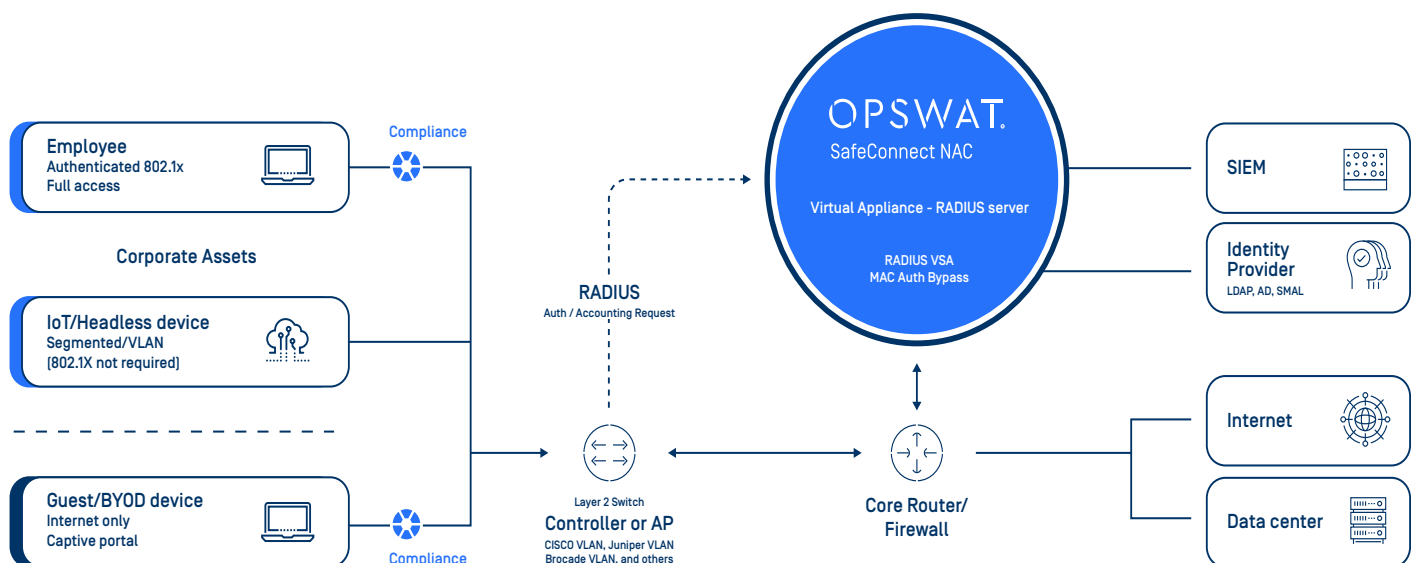 Employee
Authenticated 802.1x
Full access
Compliance
Corporate Assets
IoT/Headless device
Segmented/VLAN
(802.1X not required)
Guest/BYOD device
Internet only
Captive portal
Compliance
RADIUS
Auth / Accounting Request
Layer 2 Switch
Controller or AP
CISCO VLAN, Juniper VLAN
Brocade VLAN, and others
OPSWAT.
SafeConnect NAC
Virtual Appliance - RADIUS server
RADIUS VSA
MAC Auth Bypass
Core Router/
Firewall
SIEM
Identity
Provider
LDAP, AD, SMAL
Internet
Data center